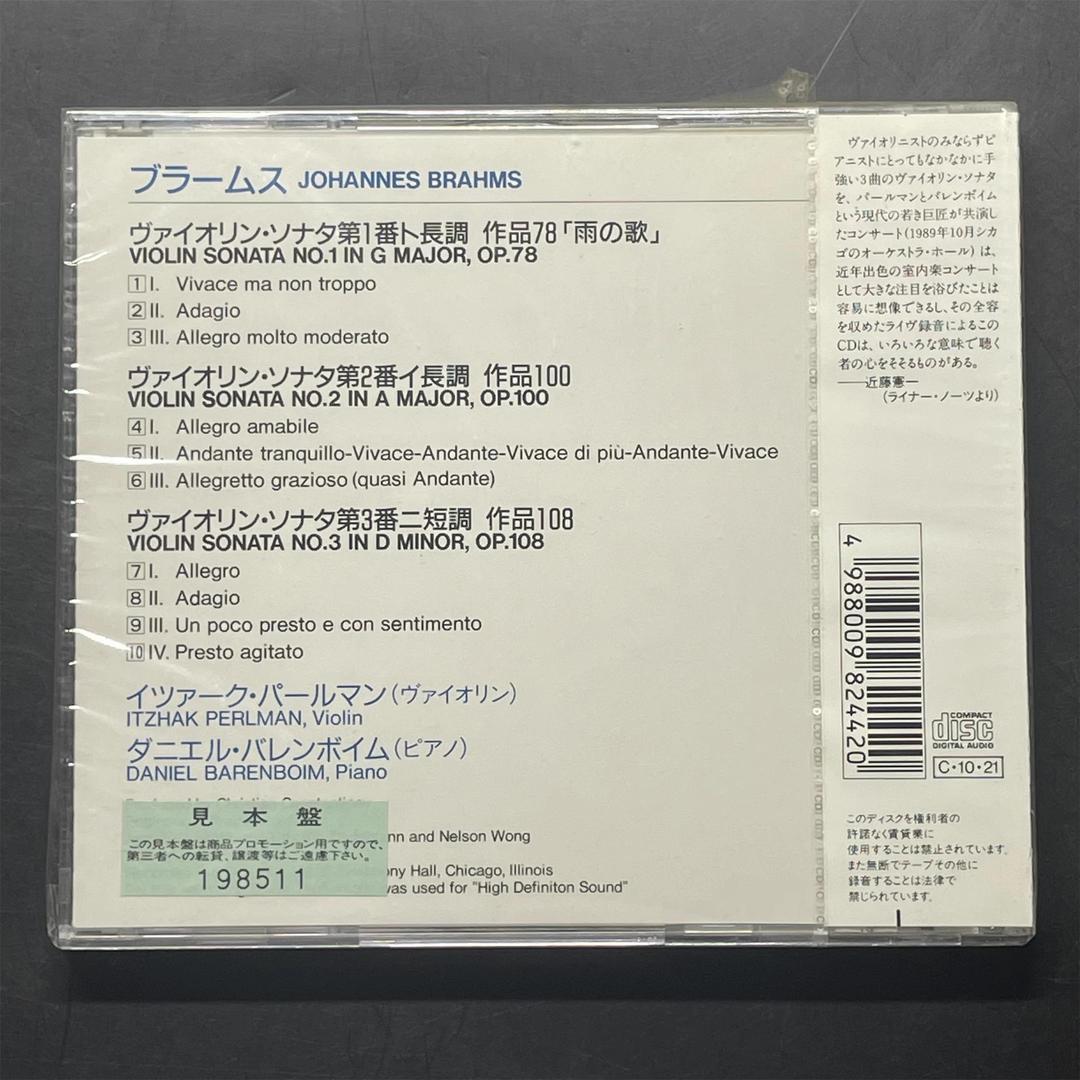 ブラームス JOHANNES BRAHMS
ヴァイオリン・ソナタ第1番ト長調 作品78「雨の歌」
VIOLIN SONATA NO.1 IN G MAJOR, OP.78
1 I. Vivace ma non troppo
2 II. Adagio
3 III. Allegro molto moderato
ヴァイオリン・ソナタ第2番イ長調 作品100
VIOLIN SONATA NO.2 IN A MAJOR, OP.100
4 I. Allegro amabile
5 II. Andante tranquillo-Vivace-Andante-Vivace di più-Andante-Vivace
6 III. Allegretto grazioso (quasi Andante)
ヴァイオリン・ソナタ第3番ニ短調 作品108
VIOLIN SONATA NO.3 IN D MINOR, OP.108
7 I. Allegro
8 II. Adagio
9 III. Un poco presto e con sentimento
10 IV. Presto agitato
イツァーク・パールマン(ヴァイオリン)
ITZHAK PERLMAN, Violin
ダニエル・バレンボイム(ピアノ)
DANIEL BARENBOIM, Piano
見本盤
この見本盤は商品プロモーション用ですので、
第三者への転貸、譲渡等はご遠慮下さい。
198511
and Nelson Wong
Hall, Chicago, Illinois
was used for "High Definiton Sound"
ヴァイオリニストのみならずピ
アニストにとってもなかなかに手
強い3曲のヴァイオリン・ソナタ
を、パールマンとバレンボイム
という現代の若き巨匠が共演し
たコンサート(1989年10月シカ
ゴのオーケストラ・ホール)は、
近年出色の室内楽コンサート
として大きな注目を浴びたことは
容易に想像できるし、その全容
を収めたライヴ録音によるこの
CDは、いろいろな意味で聴く
者の心をそそるものがある。
——近藤憲一
(ライナー・ノーツより)
4 988009 824420
COMPACT
disc
DIGITAL AUDIO
C・10・21
このディスクを権利者の
許諾なく賃貸業に
使用することは禁止されています。
また無断でテープその他に
録音することは法律で
禁じられています。